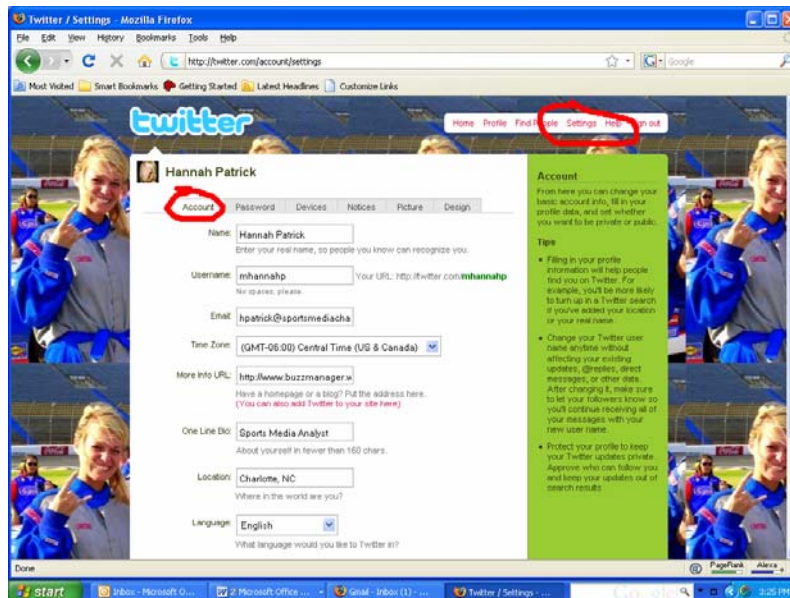 Twitter / Settings - Mozilla Firefox
File Edit View History Bookmarks Tools Help
http://twitter.com/account/settings
Google
Most Visited Smart Bookmarks Getting Started Latest Headlines Customize Links
twitter
Home Profile Find People Settings Help Sign out
Hannah Patrick
Account Password Devices Notices Picture Design
Name: Hannah Patrick
Enter your real name, so people you know can recognize you.
Username: mhannahp Your URL: http://twitter.com/mhannahp
No spaces, please.
Email: hpatrick@sportsmediacha
Time Zone: (GMT-06:00) Central Time (US & Canada)
More Info URL: http://www.buzzmanager.w
Have a homepage or a blog? Put the address here.
(You can also add Twitter to your site here)
One Line Bio: Sports Media Analyst
About yourself in fewer than 160 chars.
Location: Charlotte, NC
Where in the world are you?
Language: English
What language would you like to Twitter in?
Account
From here you can change your
basic account info, fill in your
profile data, and set whether
you want to be private or public.
Tips
Filling in your profile
information will help people
find you on Twitter. For
example, you'll be more likely
to turn up in a Twitter search
if you've added your location
or your real name.
Change your Twitter user
name anytime without
affecting your existing
updates, @replies, direct
messages, or other data.
After changing it, make sure
to let your followers know so
you'll continue receiving all of
your messages with your
new user name.
Protect your profile to keep
your Twitter updates private.
Approve who can follow you
and keep your updates out of
search results
Done
PageRank Alexa
start Inbox - Microsoft O... 2 Microsoft Office ... Gmail - Inbox (1) - ... Twitter / Settings - ... Google 3:25 PM